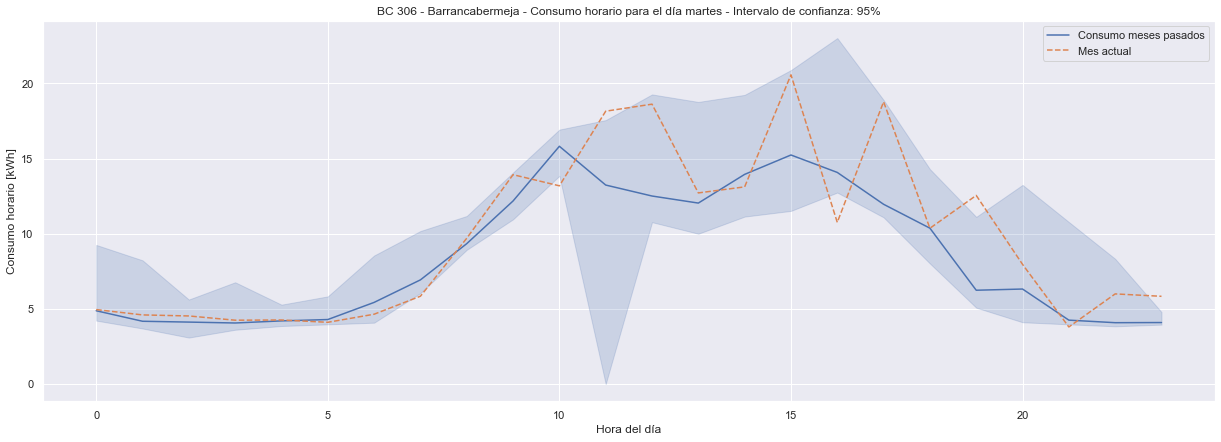 BC 306 - Barrancabermeja - Consumo horario para el día martes - Intervalo de confianza: 95%
Consumo meses pasados
Mes actual
Consumo horario [kWh]
20
15
10
5
0
0 5 10 15 20
Hora del día